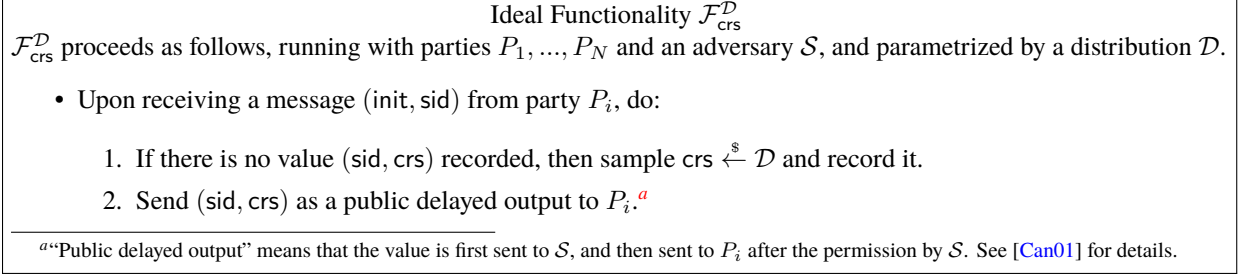 Ideal Functionality $\mathcal{F}_{\mathsf{crs}}^{\mathcal{D}}$
$\mathcal{F}_{\mathsf{crs}}^{\mathcal{D}}$ proceeds as follows, running with parties $P_1, ..., P_N$ and an adversary $\mathcal{S}$, and parametrized by a distribution $\mathcal{D}$.
• Upon receiving a message (init, sid) from party $P_i$, do:
1. If there is no value (sid, crs) recorded, then sample crs $\stackrel{\$}{\leftarrow} \mathcal{D}$ and record it.
2. Send (sid, crs) as a public delayed output to $P_i$.$^a$
$^a$“Public delayed output” means that the value is first sent to $\mathcal{S}$, and then sent to $P_i$ after the permission by $\mathcal{S}$. See [Can01] for details.